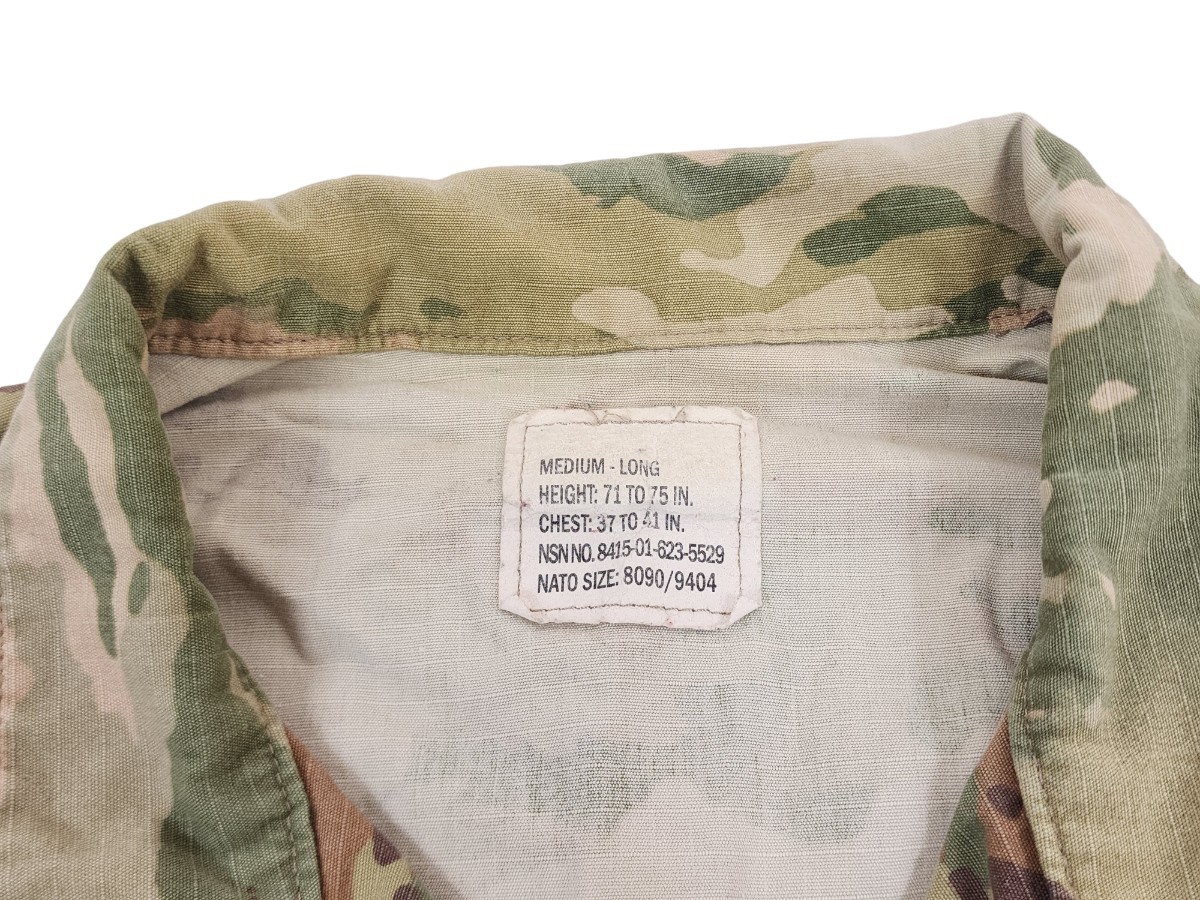 MEDIUM - LONG
HEIGHT: 71 TO 75 IN.
CHEST: 37 TO 41 IN.
NSN NO. 8415-01-623-5529
NATO SIZE: 8090/9404